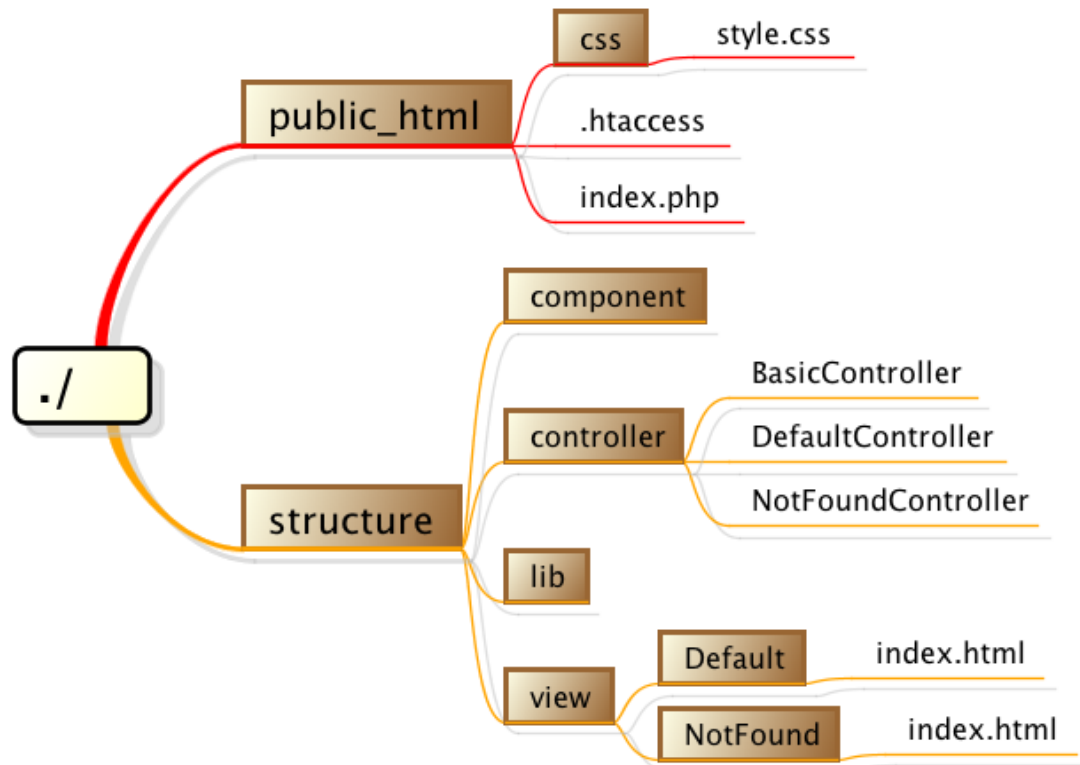 ./
public_html
css
style.css
.htaccess
index.php
structure
component
controller
BasicController
DefaultController
NotFoundController
lib
view
Default
index.html
NotFound
index.html